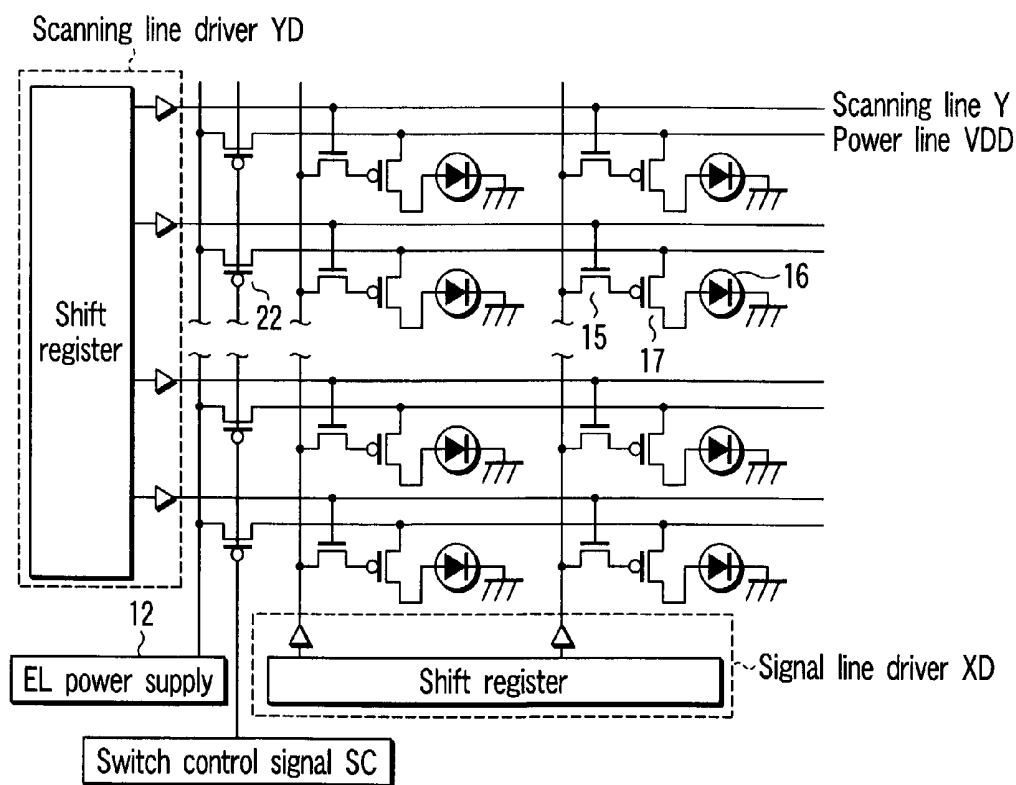 Scanning line driver YD
Scanning line Y
Power line VDD
Shift
register
22
15
17
16
12
EL power supply
Shift register
Signal line driver XD
Switch control signal SC